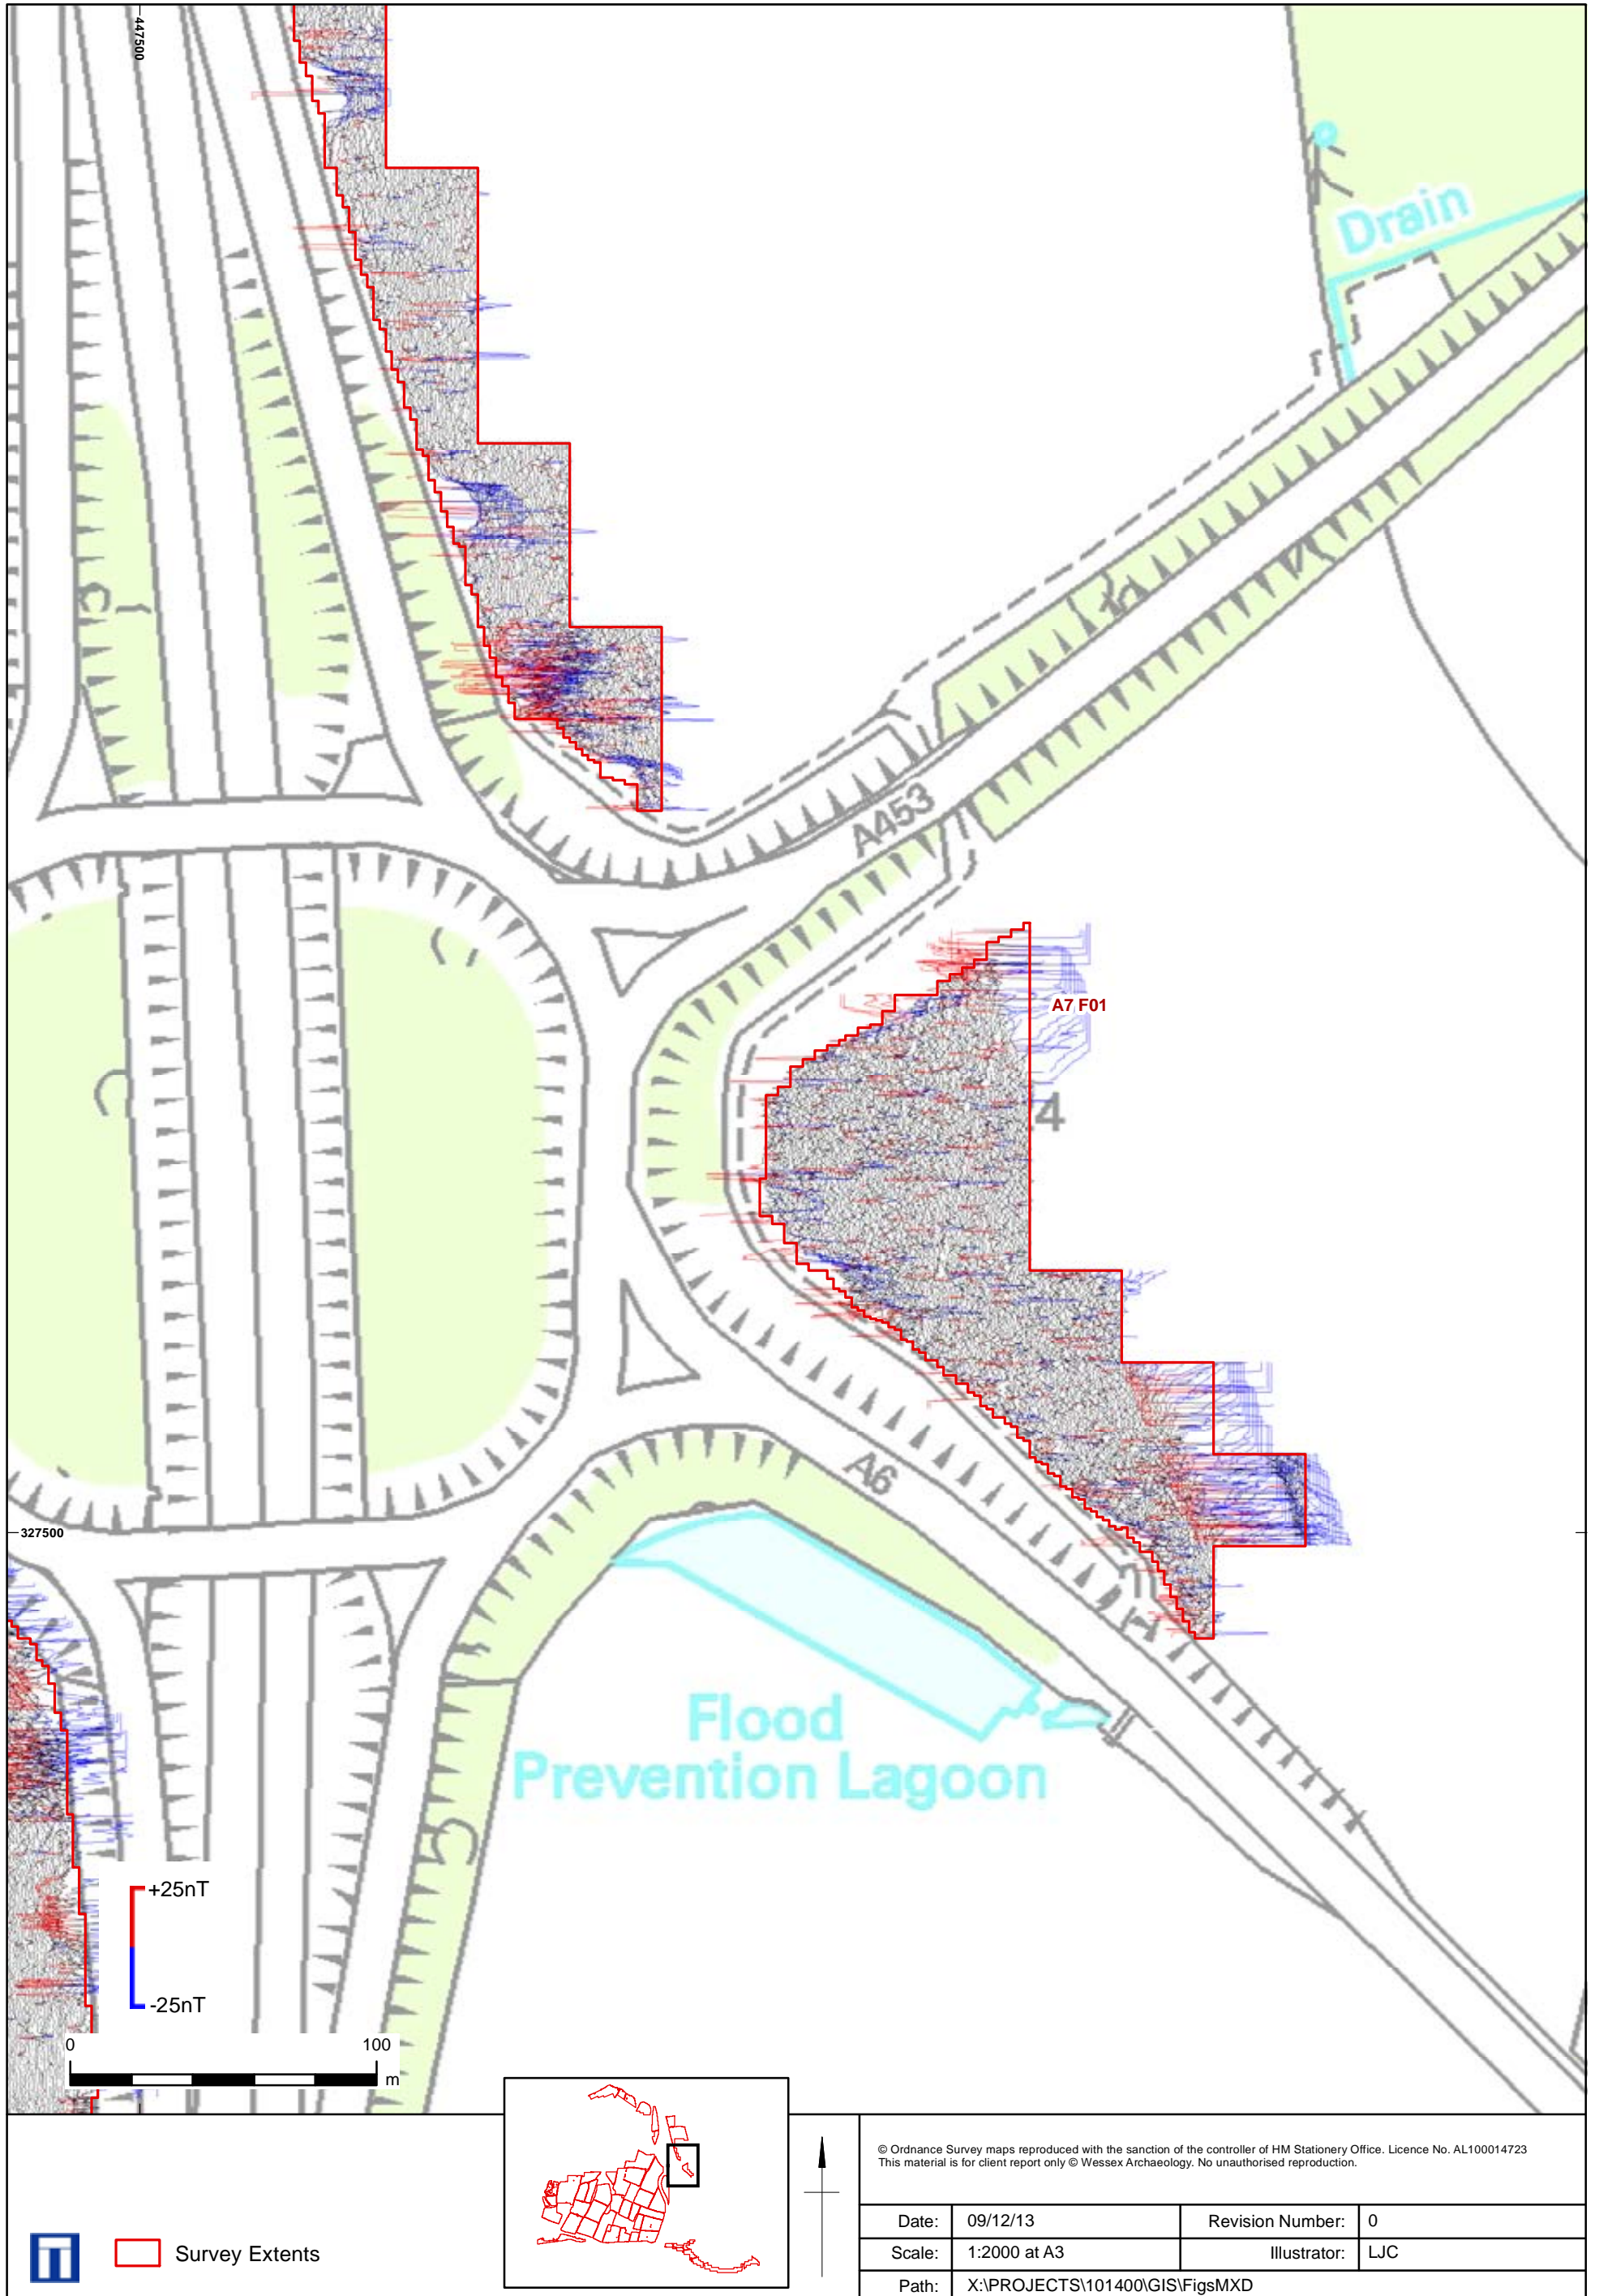 447500
Drain
A453
A7 F01
4
A6
327500
Flood
Prevention Lagoon
+25nT
-25nT
0 100
m
Survey Extents
© Ordnance Survey maps reproduced with the sanction of the controller of HM Stationery Office. Licence No. AL100014723
This material is for client report only © Wessex Archaeology. No unauthorised reproduction.
Date: 09/12/13 Revision Number: 0
Scale: 1:2000 at A3 Illustrator: LJC
Path: X:\PROJECTS\101400\GIS\FigsMXD